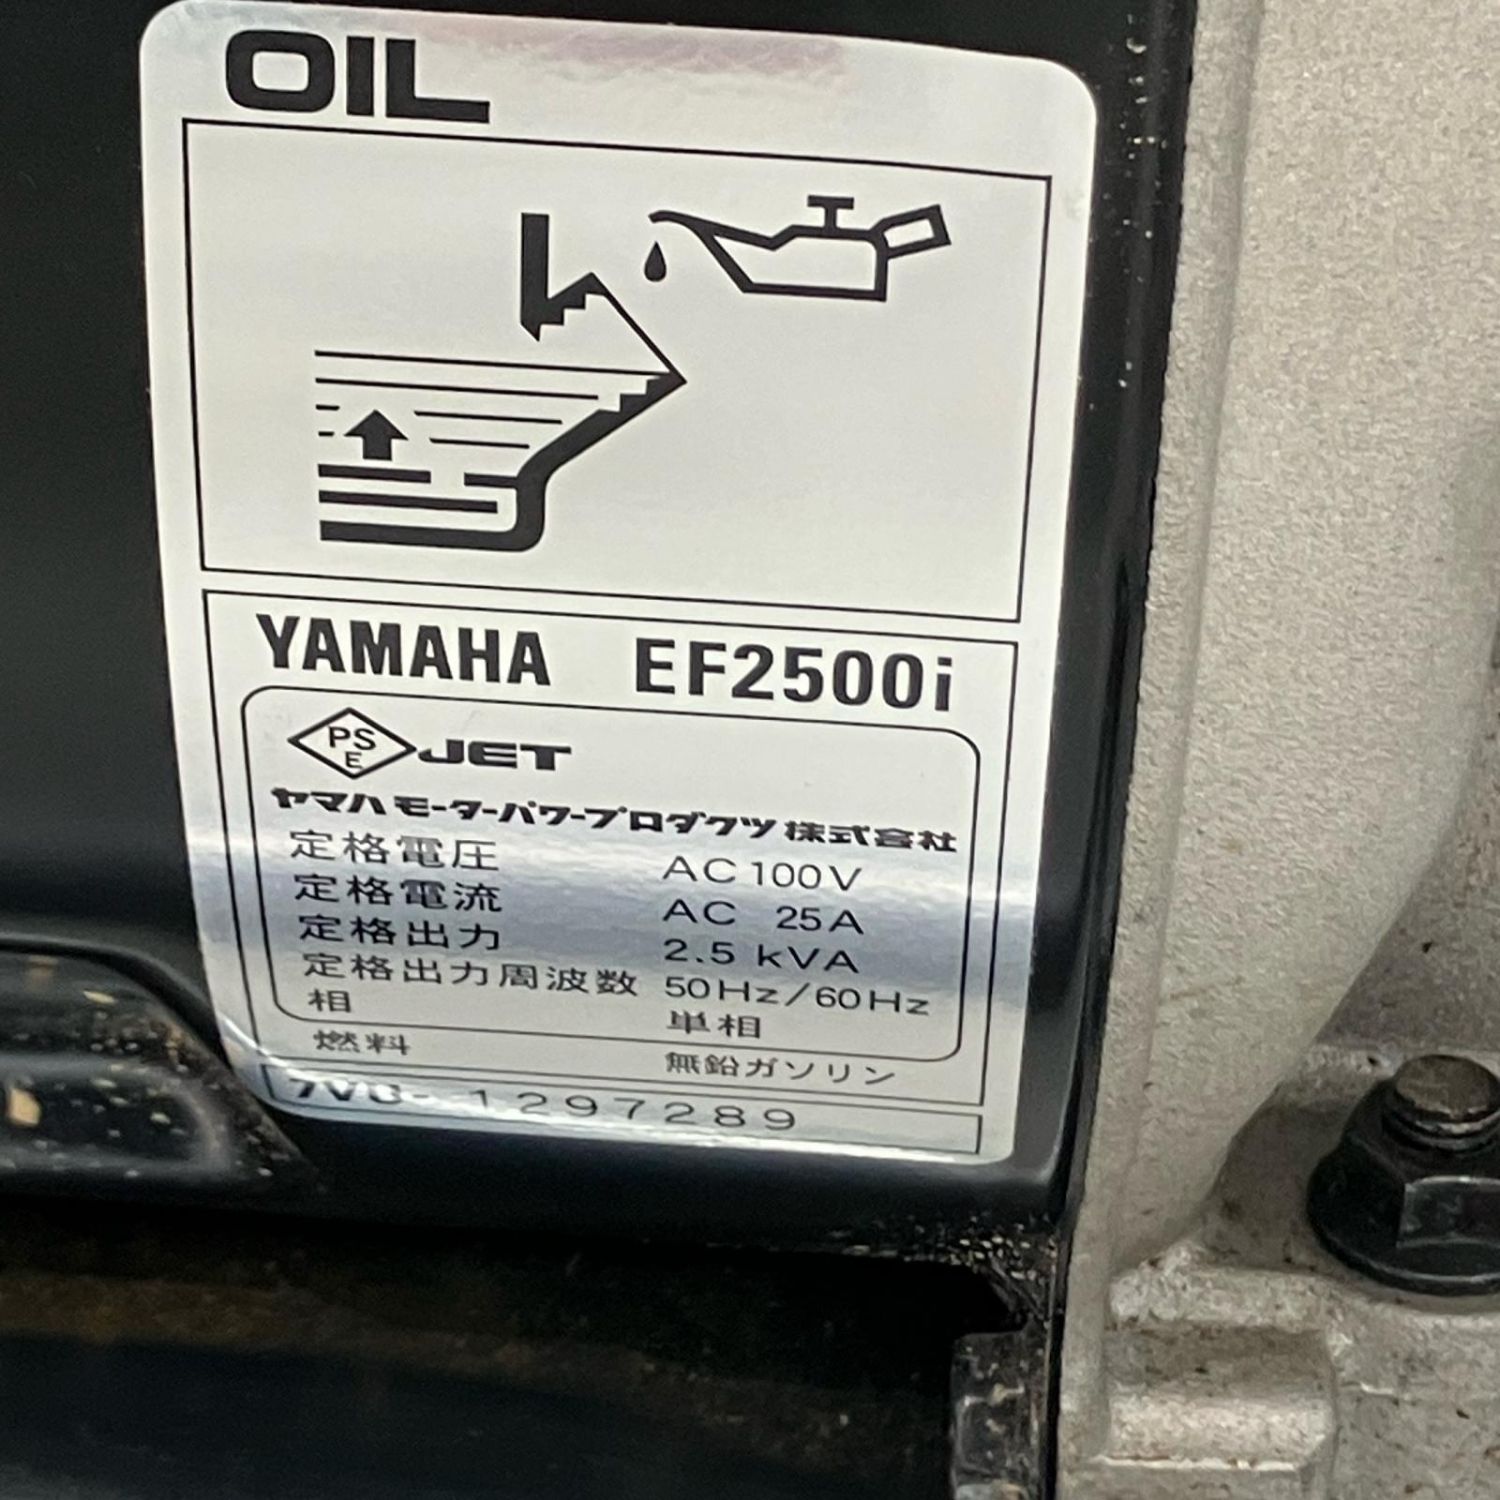 OIL
YAMAHA EF2500i
PSE JET
ヤマハモーターパワープロダクツ株式会社
定格電圧 AC100V
定格電流 AC 25A
定格出力 2.5kVA
定格出力周波数 50Hz/60Hz
相 単相
燃料 無鉛ガソリン
1297289